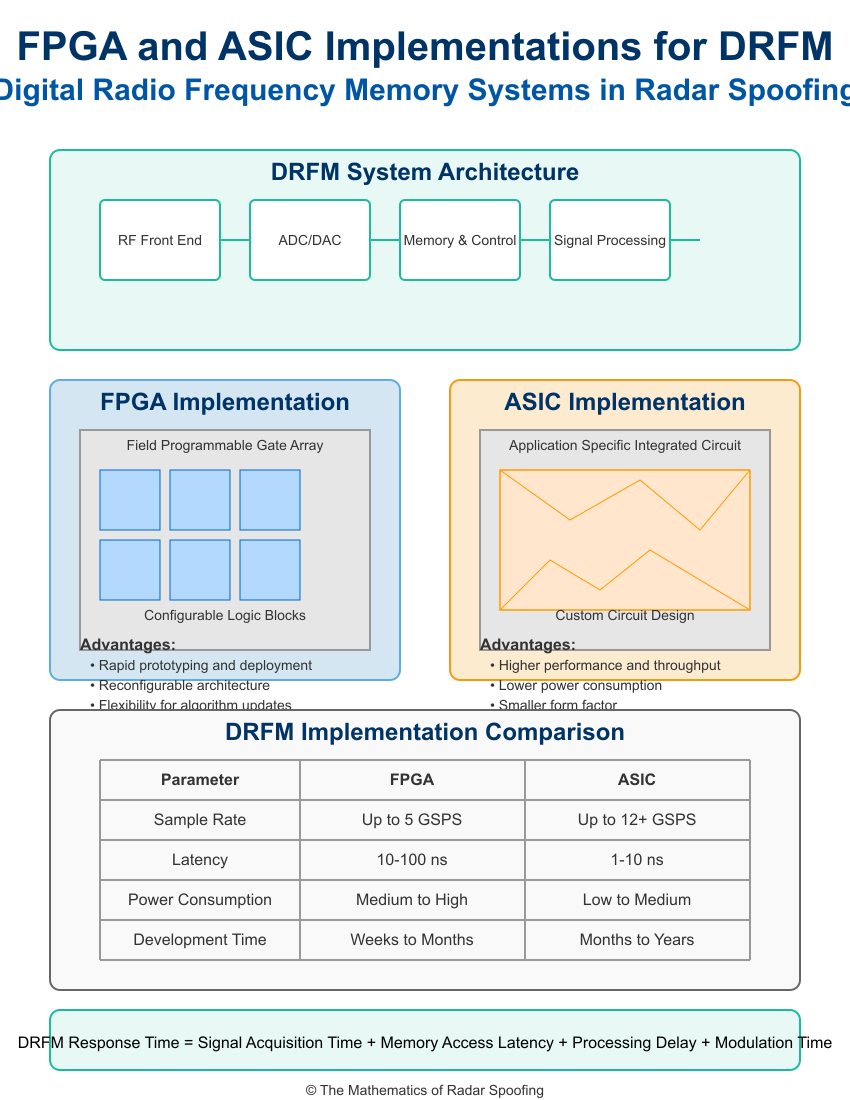 FPGA and ASIC Implementations for DRFM
Digital Radio Frequency Memory Systems in Radar Spoofing
DRFM System Architecture
RF Front End
ADC/DAC
Memory & Control
Signal Processing
FPGA Implementation
Field Programmable Gate Array
Configurable Logic Blocks
Advantages:
• Rapid prototyping and deployment
• Reconfigurable architecture
• Flexibility for algorithm updates
ASIC Implementation
Application Specific Integrated Circuit
Custom Circuit Design
Advantages:
• Higher performance and throughput
• Lower power consumption
• Smaller form factor
DRFM Implementation Comparison
Parameter FPGA ASIC
Sample Rate Up to 5 GSPS Up to 12+ GSPS
Latency 10-100 ns 1-10 ns
Power Consumption Medium to High Low to Medium
Development Time Weeks to Months Months to Years
DRFM Response Time = Signal Acquisition Time + Memory Access Latency + Processing Delay + Modulation Time
© The Mathematics of Radar Spoofing